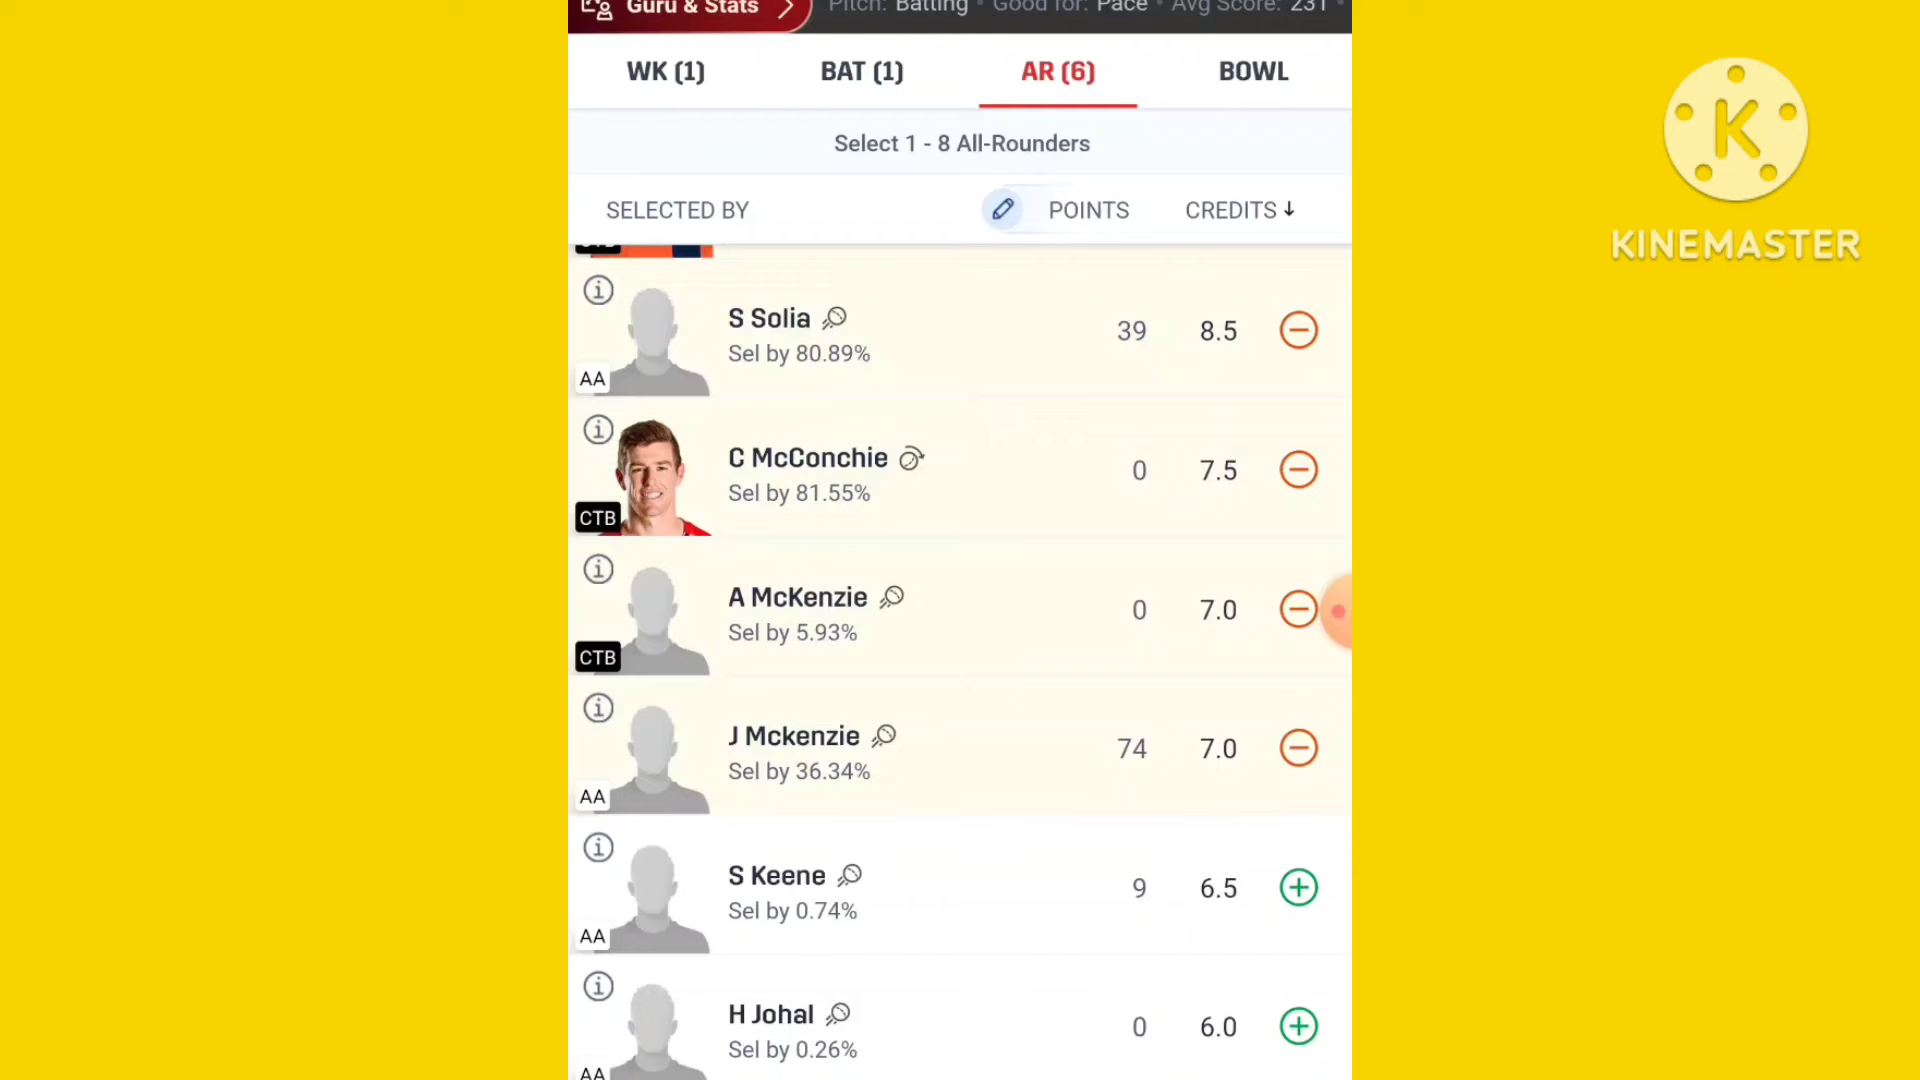 Guru & Stats
Pitch: Batting • Good for: Pace • Avg Score: 231 •
WK (1)
BAT (1)
AR (6)
BOWL
Select 1 - 8 All-Rounders
SELECTED BY
POINTS
CREDITS
S Solia
Sel by 80.89%
39
8.5
AA
C McConchie
Sel by 81.55%
0
7.5
CTB
A McKenzie
Sel by 5.93%
0
7.0
CTB
J Mckenzie
Sel by 36.34%
74
7.0
AA
S Keene
Sel by 0.74%
9
6.5
AA
H Johal
Sel by 0.26%
0
6.0
AA
K
KINEMASTER